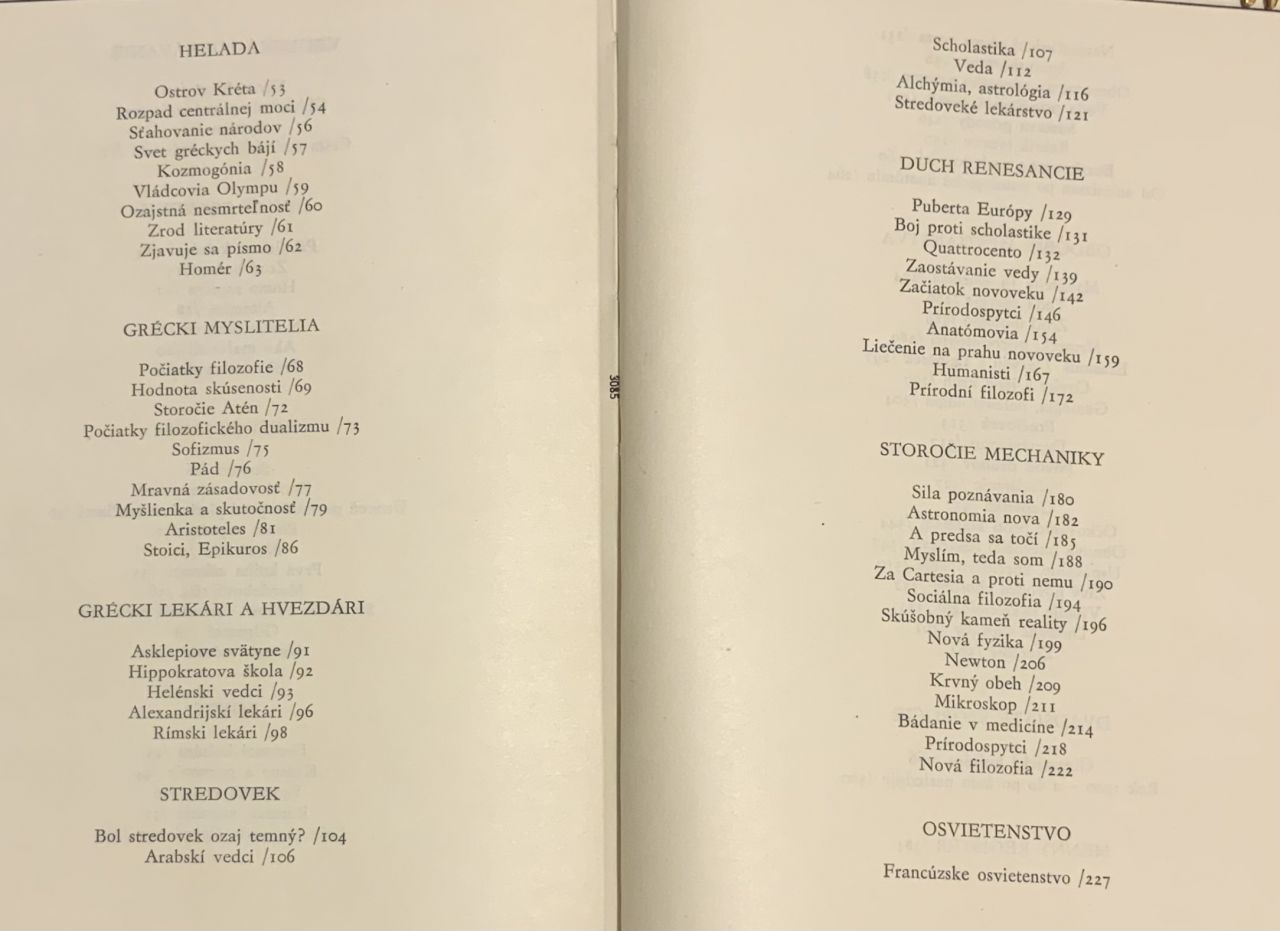 HELADA
Ostrov Kréta /53
Rozpad centrálnej moci /54
Sťahovanie národov /56
Svet gréckych bájí /57
Kozmogónia /58
Vládcovia Olympu /59
Ozajstná nesmrteľnosť /60
Zrod literatúry /61
Zjavuje sa písmo /62
Homér /63
GRÉCKI MYSLITELIA
Počiatky filozofie /68
Hodnota skúsenosti /69
Storočie Atén /72
Počiatky filozofického dualizmu /73
Sofizmus /75
Pád /76
Mravná zásadovosť /77
Myšlienka a skutočnosť /79
Aristoteles /81
Stoici, Epikuros /86
GRÉCKI LEKÁRI A HVEZDÁRI
Asklepiove svätyne /91
Hippokratova škola /92
Helénski vedci /93
Alexandrijskí lekári /96
Rímski lekári /98
STREDOVEK
Bol stredovek ozaj temný? /104
Arabskí vedci /106
3085
Scholastika /107
Veda /112
Alchýmia, astrológia /116
Stredoveké lekárstvo /121
DUCH RENESANCIE
Puberta Európy /129
Boj proti scholastike /131
Quattrocento /132
Zaostávanie vedy /139
Začiatok novoveku /142
Prírodospytci /146
Anatómovia /154
Liečenie na prahu novoveku /159
Humanisti /167
Prírodní filozofi /172
STOROČIE MECHANIKY
Sila poznávania /180
Astronomia nova /182
A predsa sa točí /185
Myslím, teda som /188
Za Cartesia a proti nemu /190
Sociálna filozofia /194
Skúšobný kameň reality /196
Nová fyzika /199
Newton /206
Krvný obeh /209
Mikroskop /211
Bádanie v medicíne /214
Prírodospytci /218
Nová filozofia /222
OSVIETENSTVO
Francúzske osvietenstvo /227